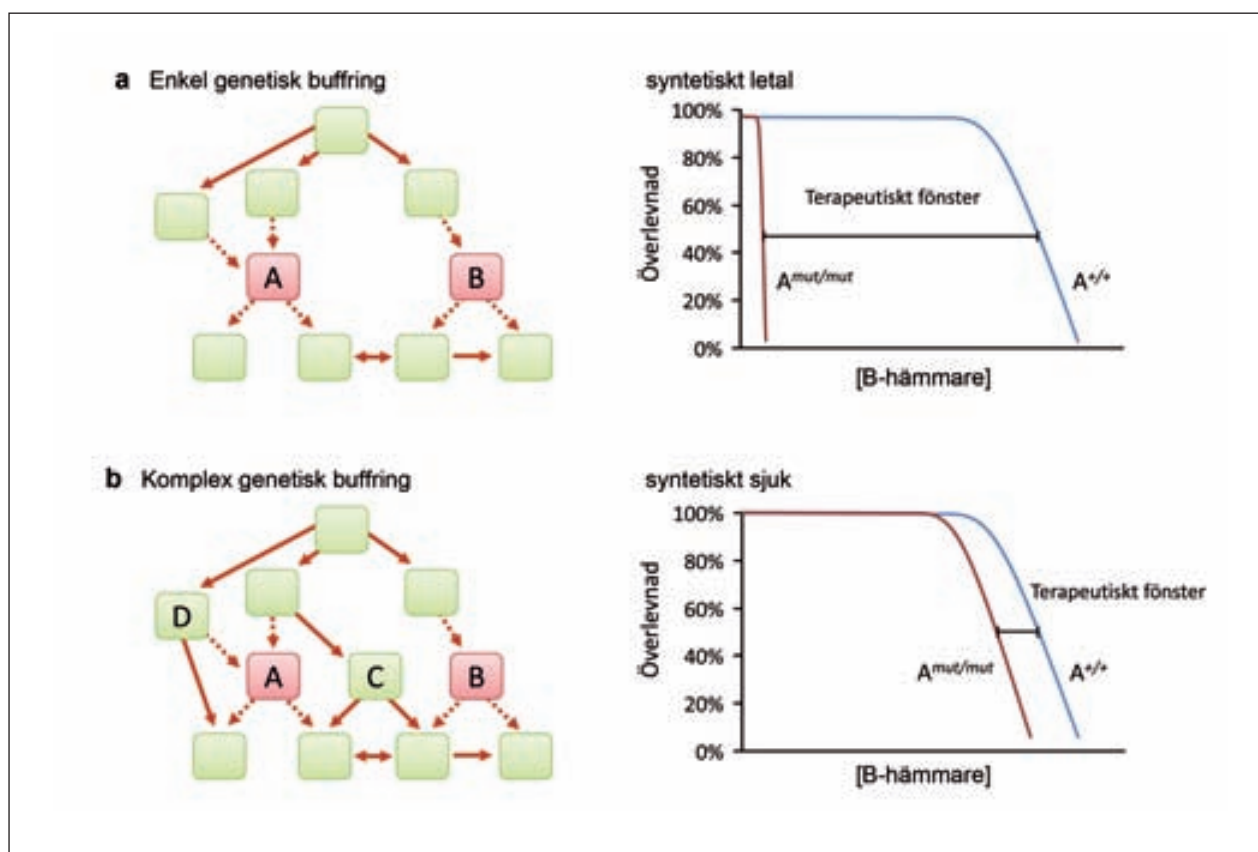 a Enkel genetisk buffring
A
B
syntetiskt letal
Överlevnad
100%
80%
60%
40%
20%
0%
Terapeutiskt fönster
A^mut/mut
A^+/+
[B-hämmare]
b Komplex genetisk buffring
D
A
C
B
syntetiskt sjuk
Överlevnad
100%
80%
60%
40%
20%
0%
Terapeutiskt fönster
A^mut/mut
A^+/+
[B-hämmare]